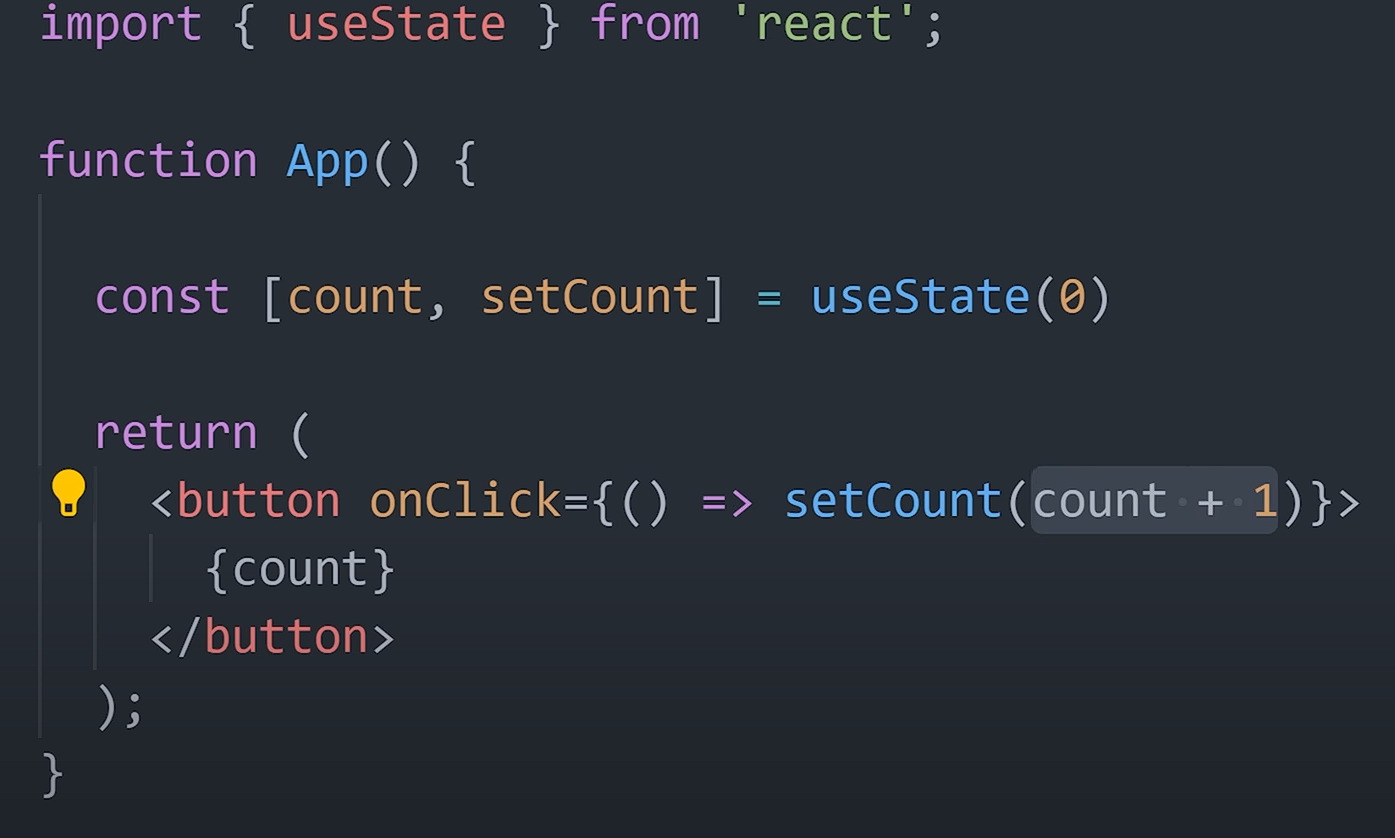 import { useState } from 'react';
function App() {
const [count, setCount] = useState(0)
return (
<button onClick={() => setCount(count + 1)}>
{count}
</button>
);
}